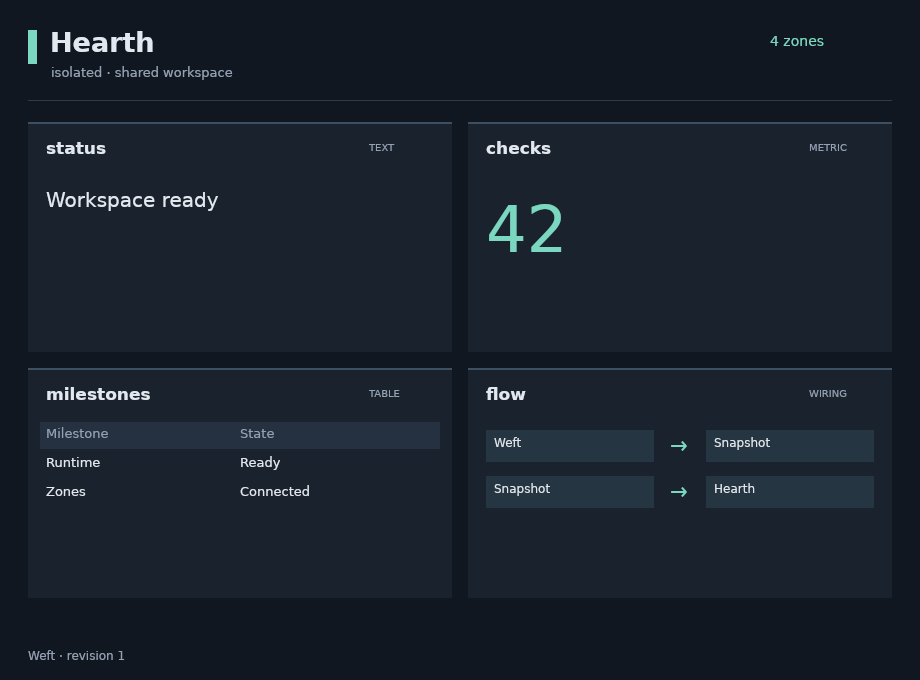 Hearth
4 zones
isolated · shared workspace
status TEXT
Workspace ready
checks METRIC
42
milestones TABLE
Milestone State
Runtime Ready
Zones Connected
flow WIRING
Weft → Snapshot
Snapshot → Hearth
Weft · revision 1